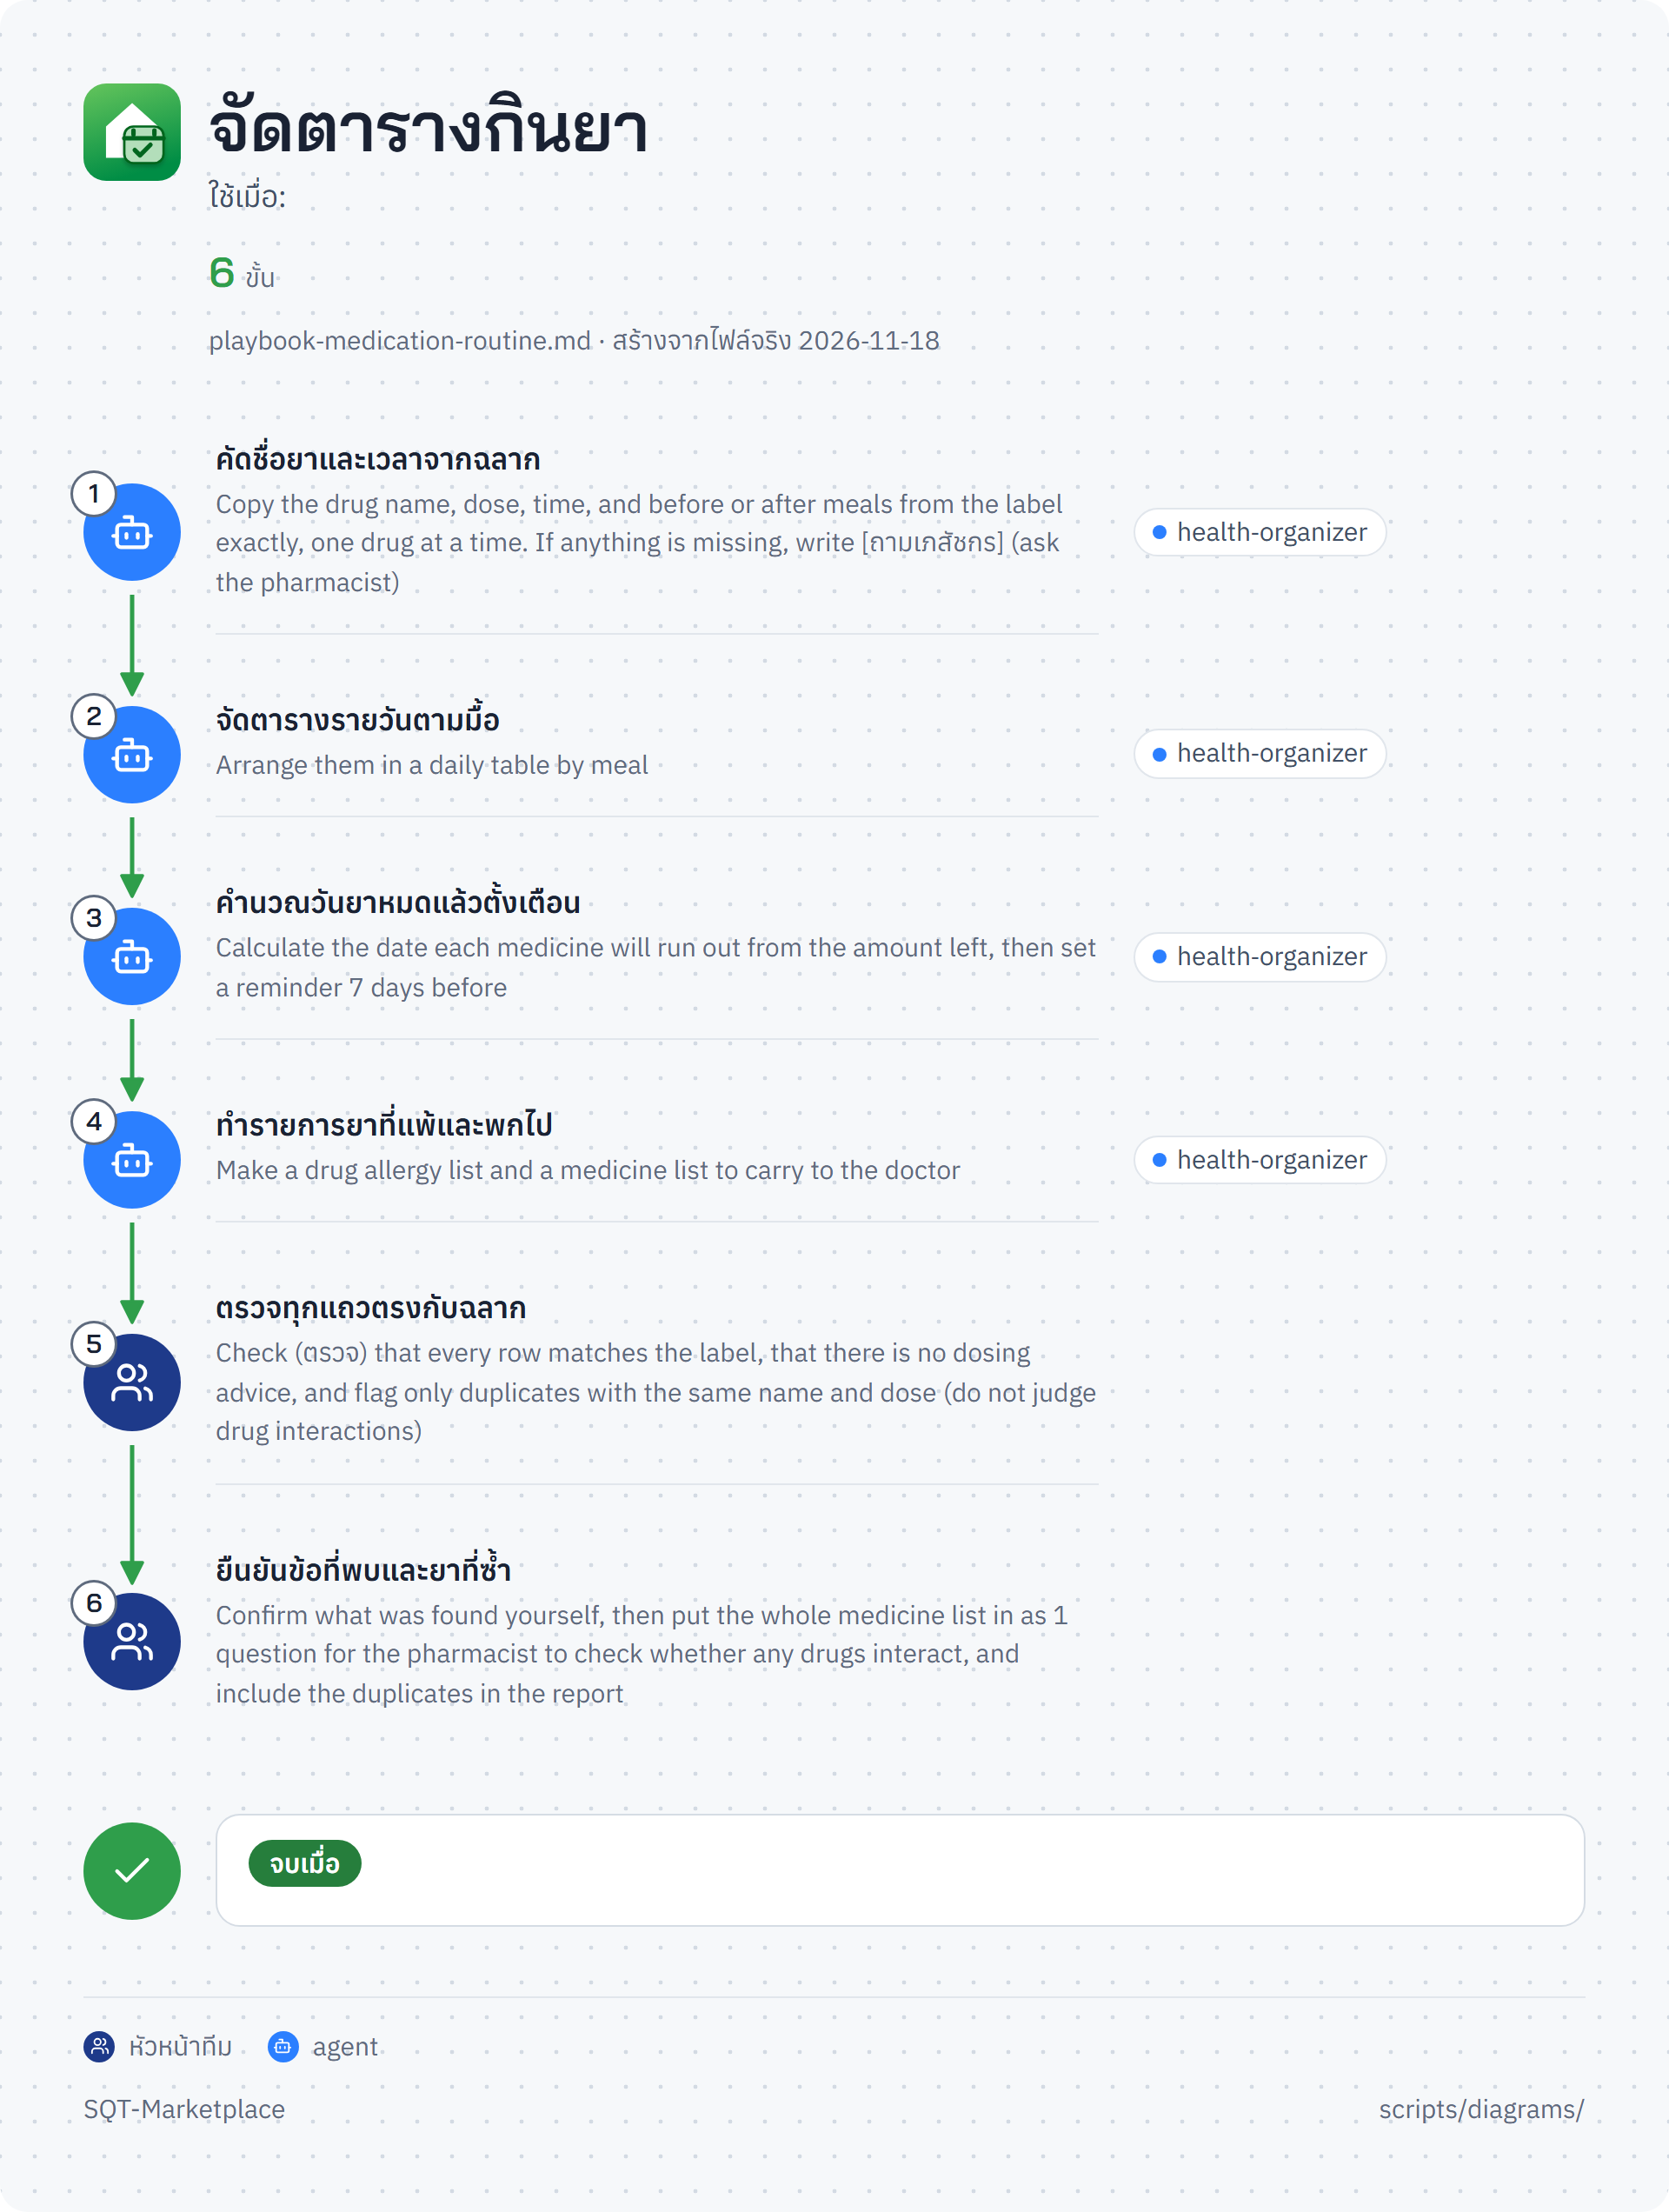 จัดตารางกินยา
ใช้เมื่อ:
6 ขั้น
playbook-medication-routine.md · สร้างจากไฟล์จริง 2026-11-18
1
คัดชื่อยาและเวลาจากฉลาก
Copy the drug name, dose, time, and before or after meals from the label
exactly, one drug at a time. If anything is missing, write [ถามเภสัชกร] (ask
the pharmacist)
health-organizer
2
จัดตารางรายวันตามมื้อ
Arrange them in a daily table by meal
health-organizer
3
คำนวณวันยาหมดแล้วตั้งเตือน
Calculate the date each medicine will run out from the amount left, then set
a reminder 7 days before
health-organizer
4
ทำรายการยาที่แพ้และพกไป
Make a drug allergy list and a medicine list to carry to the doctor
health-organizer
5
ตรวจทุกแถวตรงกับฉลาก
Check (ตรวจ) that every row matches the label, that there is no dosing
advice, and flag only duplicates with the same name and dose (do not judge
drug interactions)
6
ยืนยันข้อที่พบและยาที่ซ้ำ
Confirm what was found yourself, then put the whole medicine list in as 1
question for the pharmacist to check whether any drugs interact, and
include the duplicates in the report
จบเมื่อ
หัวหน้าทีม agent
SQT-Marketplace scripts/diagrams/